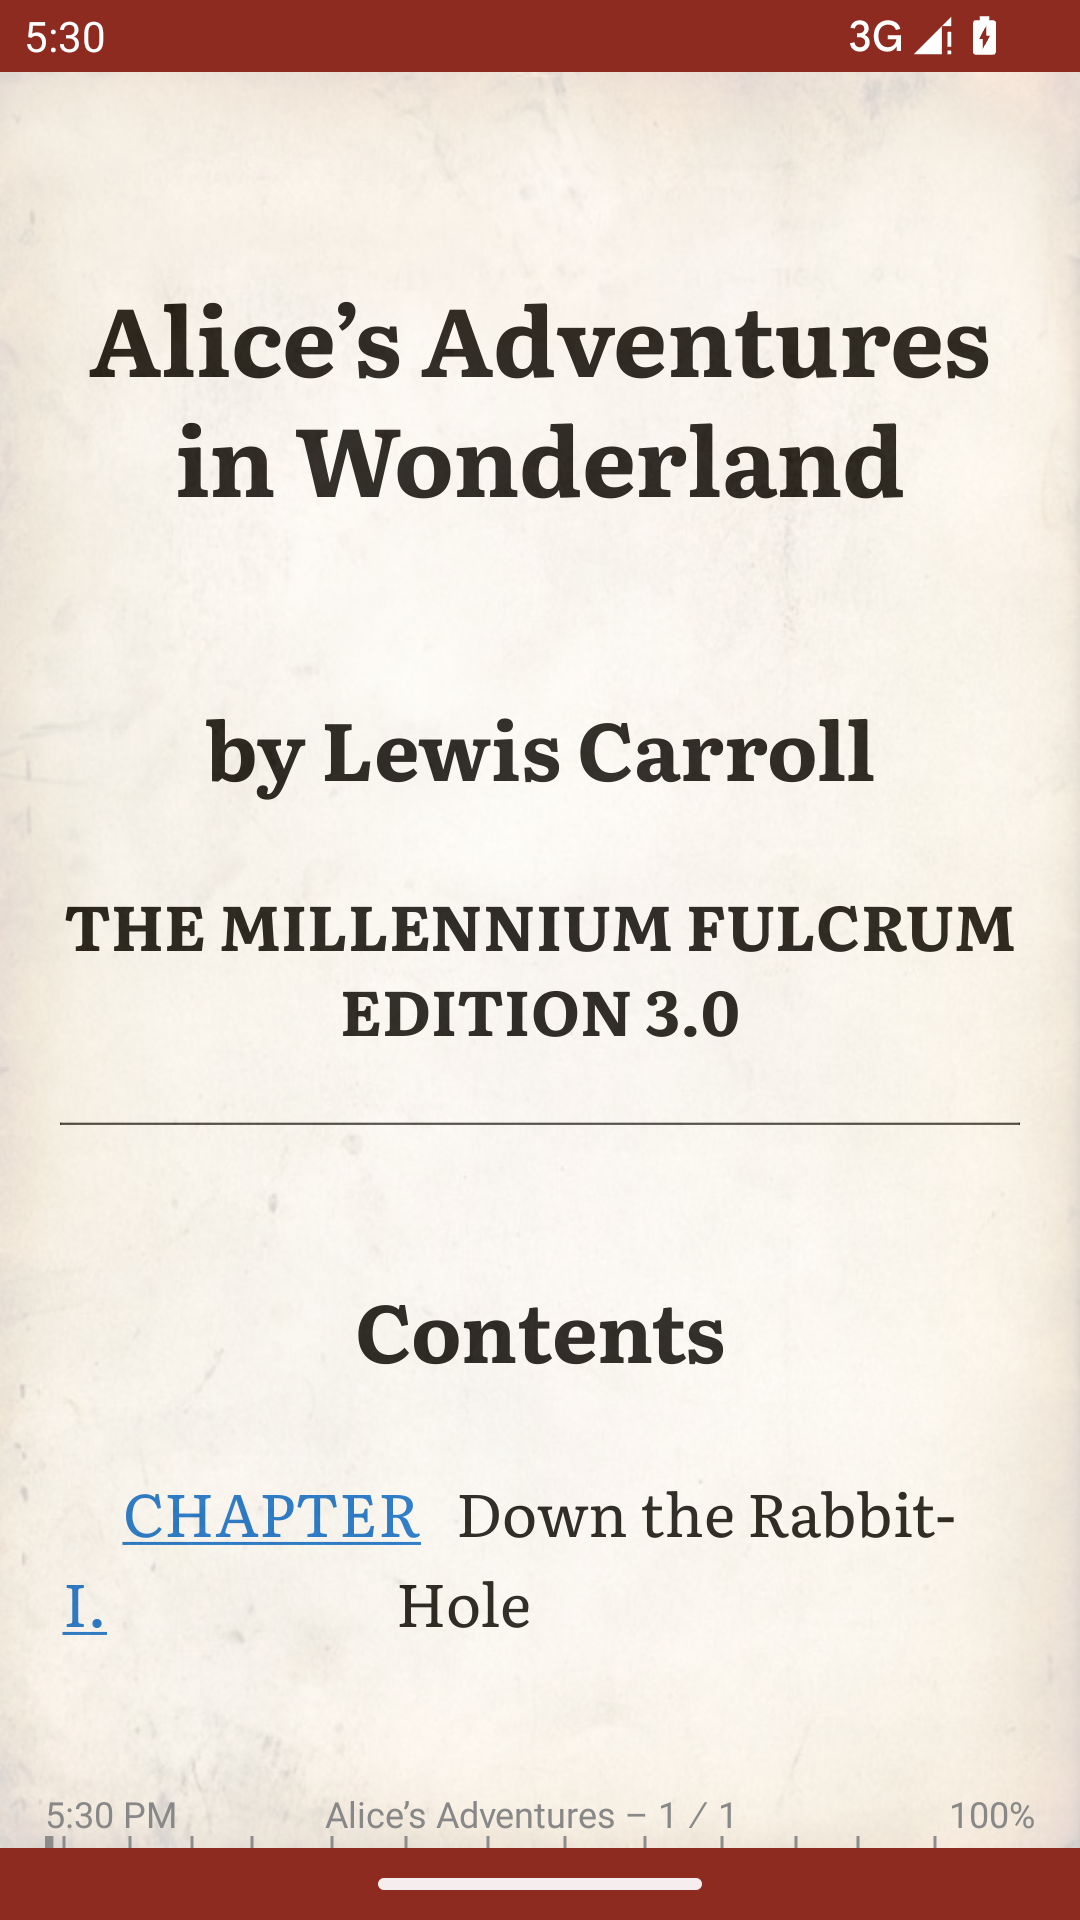 5:30 3G
Alice’s Adventures
in Wonderland
by Lewis Carroll
THE MILLENNIUM FULCRUM
EDITION 3.0
Contents
CHAPTER Down the Rabbit-
I. Hole
5:30 PM Alice’s Adventures – 1 / 1 100%